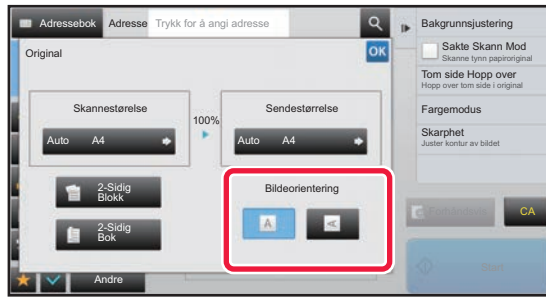 Adressebok
Adresse
Trykk for å angi adresse
Original
OK
Skannestørelse
100%
Sendestørrelse
Auto A4
Auto A4
2-Sidig
Blokk
2-Sidig
Bok
Bildeorientering
A
A
Andre
Bakgrunnsjustering
Sakte Skann Mod
Skanne tynn papiroriginal
Tom side Hopp over
Hopp over tom side i original
Fargemodus
Skarphet
Juster kontur av bildet
CA
Start